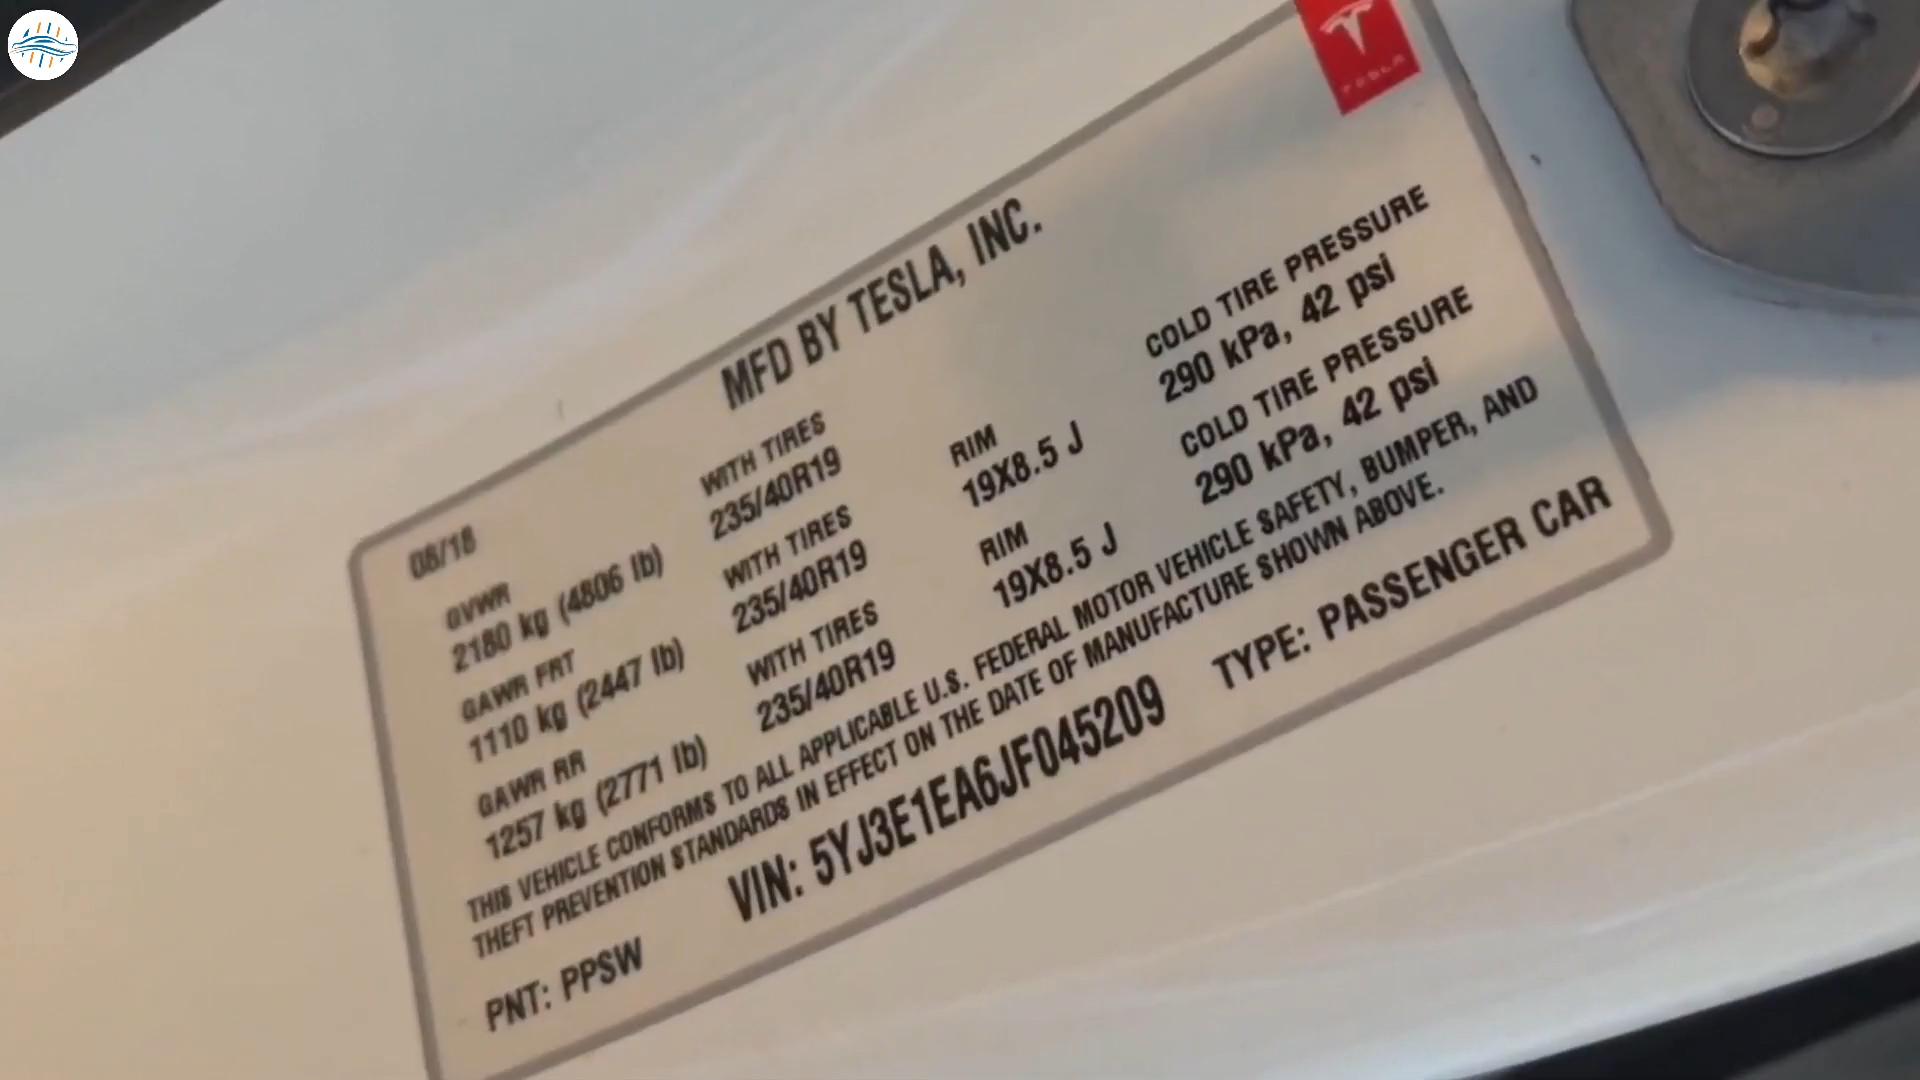 TESLA
MFD BY TESLA, INC.
08/18
GVWR
2180 kg (4806 lb)
WITH TIRES
235/40R19
RIM
19X8.5 J
COLD TIRE PRESSURE
290 kPa, 42 psi
GAWR FRT
1110 kg (2447 lb)
WITH TIRES
235/40R19
RIM
19X8.5 J
COLD TIRE PRESSURE
290 kPa, 42 psi
GAWR RR
1257 kg (2771 lb)
WITH TIRES
235/40R19
THIS VEHICLE CONFORMS TO ALL APPLICABLE U.S. FEDERAL MOTOR VEHICLE SAFETY, BUMPER, AND
THEFT PREVENTION STANDARDS IN EFFECT ON THE DATE OF MANUFACTURE SHOWN ABOVE.
PNT: PPSW
VIN: 5YJ3E1EA6JF045209
TYPE: PASSENGER CAR